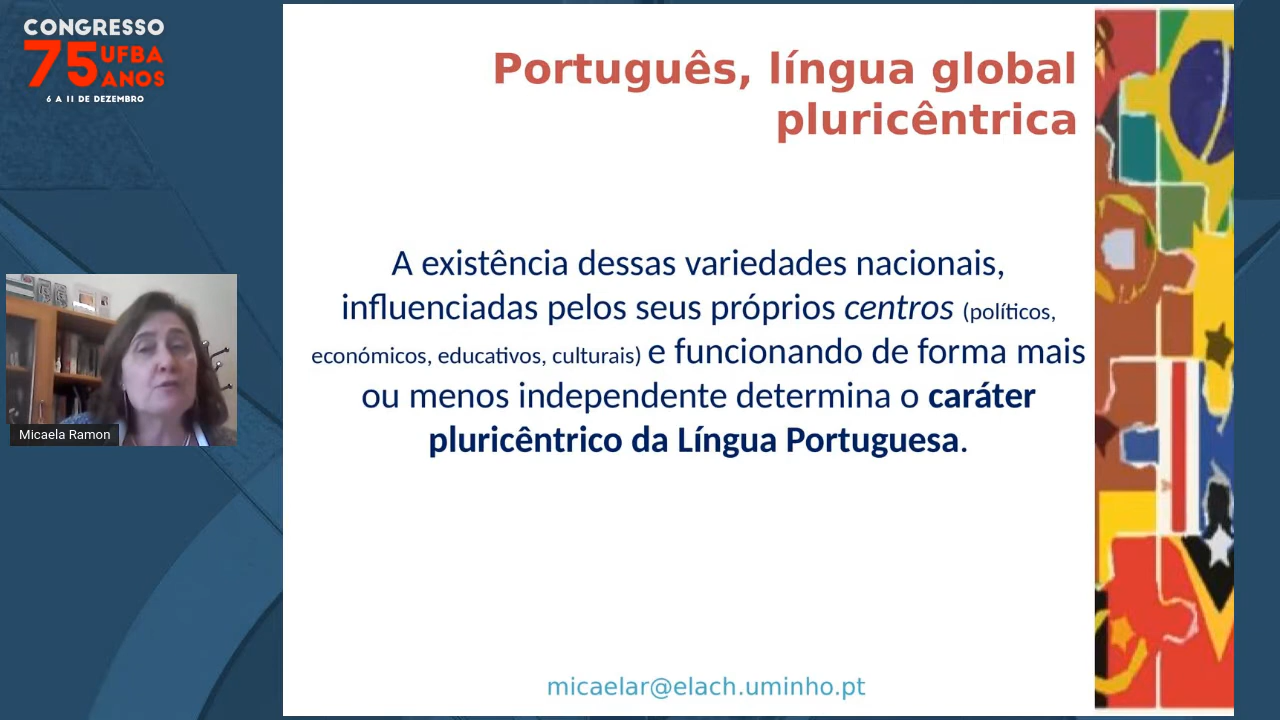 CONGRESSO
75 UFBA
ANOS
6 A 11 DE DEZEMBRO
Português, língua global
pluricêntrica
A existência dessas variedades nacionais,
influenciadas pelos seus próprios centros (políticos,
económicos, educativos, culturais) e funcionando de forma mais
ou menos independente determina o caráter
pluricêntrico da Língua Portuguesa.
Micaela Ramon
micaelar@elach.uminho.pt